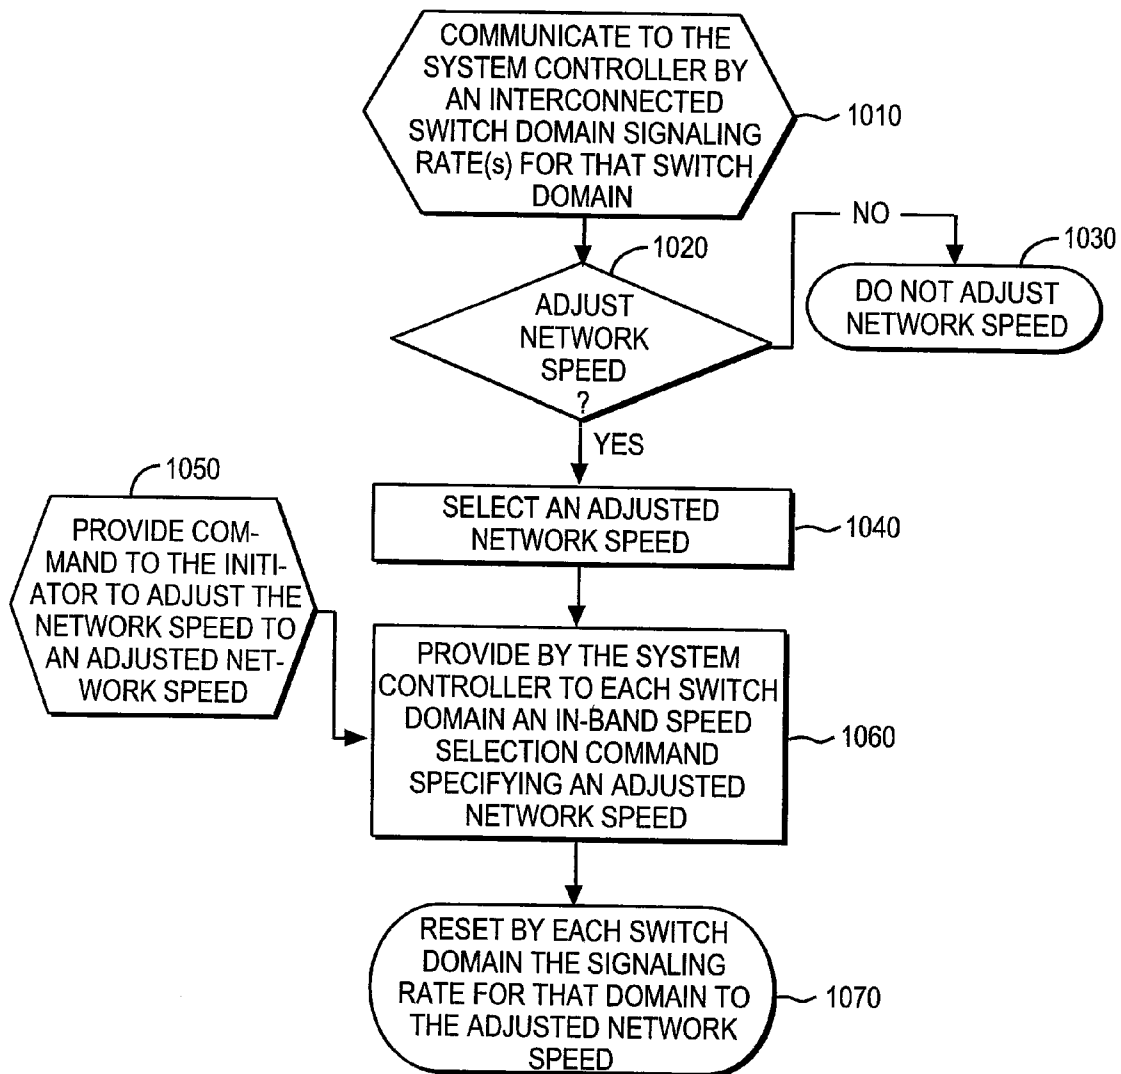 COMMUNICATE TO THE
SYSTEM CONTROLLER BY
AN INTERCONNECTED
SWITCH DOMAIN SIGNALING
RATE(s) FOR THAT SWITCH
DOMAIN
1010
NO
1020
1030
ADJUST
NETWORK
SPEED
?
DO NOT ADJUST
NETWORK SPEED
YES
1050
SELECT AN ADJUSTED
NETWORK SPEED
1040
PROVIDE COM-
MAND TO THE INITI-
ATOR TO ADJUST THE
NETWORK SPEED TO
AN ADJUSTED NET-
WORK SPEED
PROVIDE BY THE SYSTEM
CONTROLLER TO EACH SWITCH
DOMAIN AN IN-BAND SPEED
SELECTION COMMAND
SPECIFYING AN ADJUSTED
NETWORK SPEED
1060
RESET BY EACH SWITCH
DOMAIN THE SIGNALING
RATE FOR THAT DOMAIN TO
THE ADJUSTED NETWORK
SPEED
1070